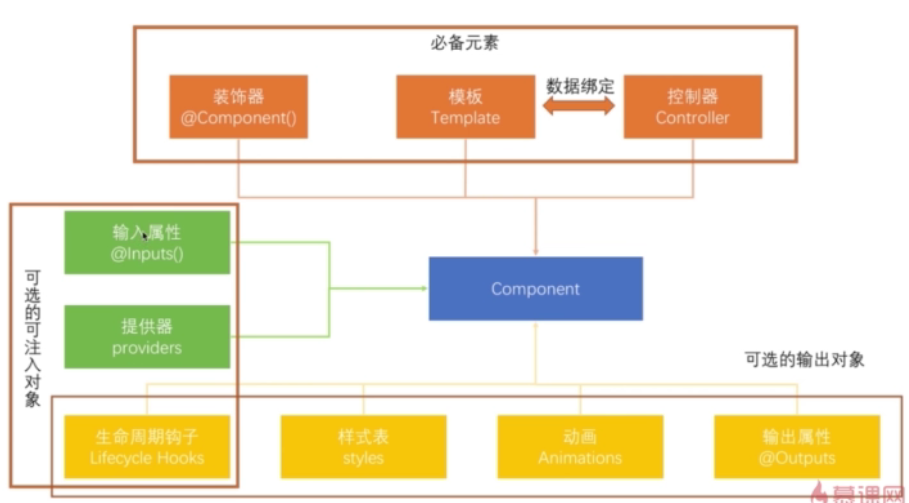 必备元素
装饰器
@Component()
模板
Template
数据绑定
控制器
Controller
可选的可注入对象
输入属性
@Inputs()
提供器
providers
Component
可选的输出对象
生命周期钩子
Lifecycle Hooks
样式表
styles
动画
Animations
输出属性
@Outputs
慕课网